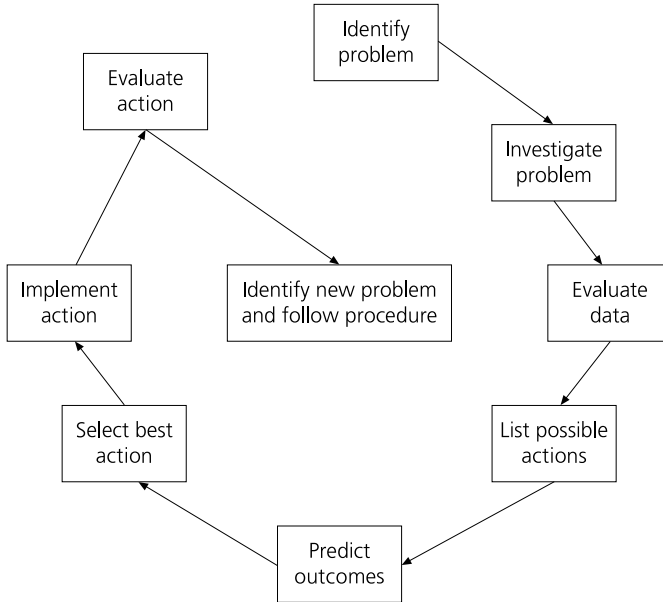 Identify
problem
Investigate
problem
Evaluate
data
List possible
actions
Predict
outcomes
Select best
action
Implement
action
Evaluate
action
Identify new problem
and follow procedure